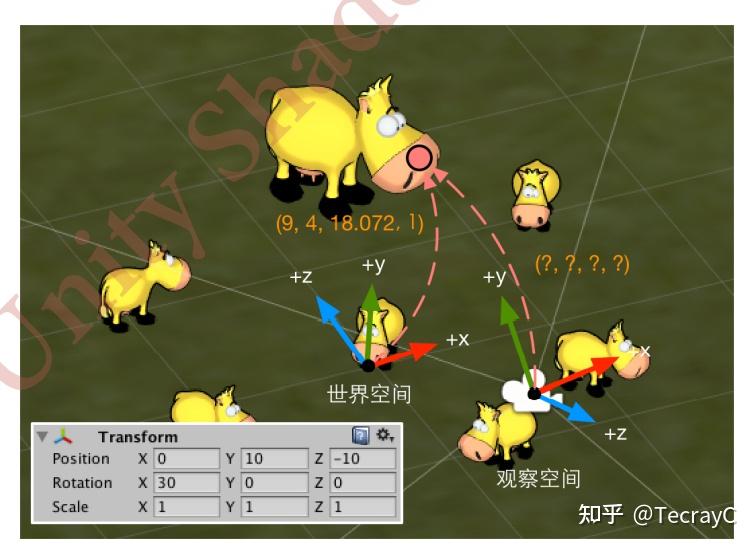 Unity Shade
(9, 4, 18.072, 1)
(?, ?, ?, ?)
+z
+y
+x
世界空间
+y
+x
+z
观察空间
Transform
Position X 0 Y 10 Z -10
Rotation X 30 Y 0 Z 0
Scale X 1 Y 1 Z 1
知乎 @TecrayC